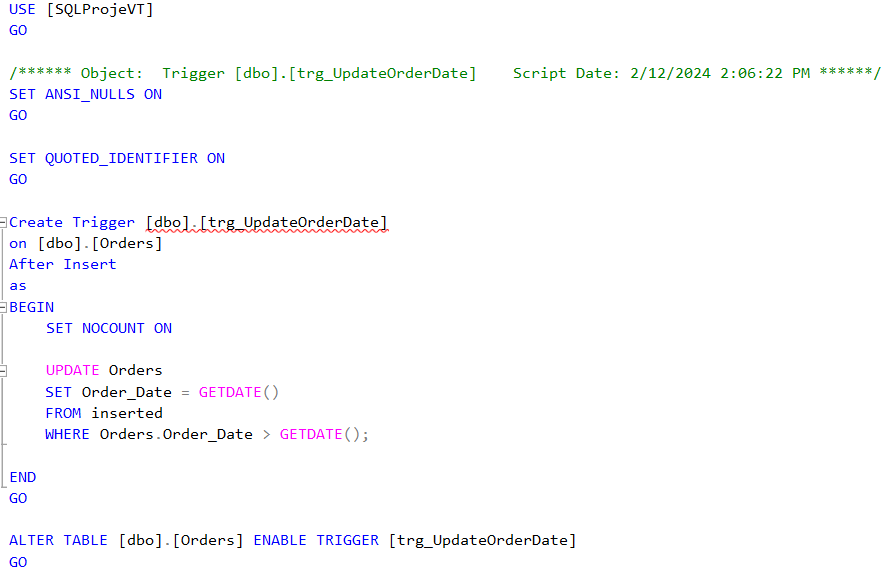 USE [SQLProjeVT]
GO
/****** Object:  Trigger [dbo].[trg_UpdateOrderDate]    Script Date: 2/12/2024 2:06:22 PM ******/
SET ANSI_NULLS ON
GO
SET QUOTED_IDENTIFIER ON
GO
Create Trigger [dbo].[trg_UpdateOrderDate]
on [dbo].[Orders]
After Insert
as
BEGIN
    SET NOCOUNT ON
    UPDATE Orders
    SET Order_Date = GETDATE()
    FROM inserted
    WHERE Orders.Order_Date > GETDATE();
END
GO
ALTER TABLE [dbo].[Orders] ENABLE TRIGGER [trg_UpdateOrderDate]
GO